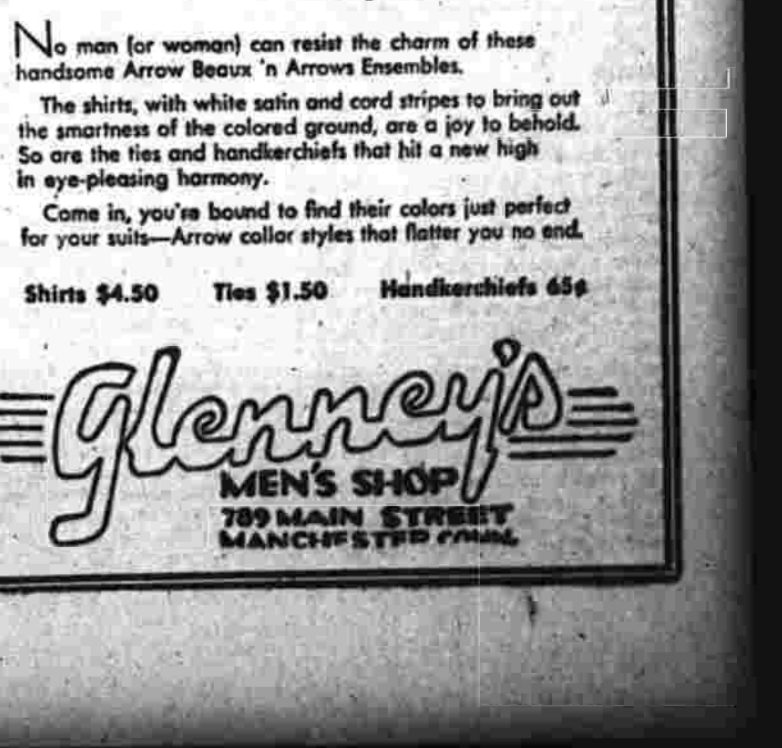 No man (or woman) can resist the charm of these
handsome Arrow Beaux 'n Arrows Ensembles.
The shirts, with white satin and cord stripes to bring out
the smartness of the colored ground, are a joy to behold.
So are the ties and handkerchiefs that hit a new high
in eye-pleasing harmony.
Come in, you're bound to find their colors just perfect
for your suits—Arrow collar styles that flatter you no end.
Shirts $4.50 Ties $1.50 Handkerchiefs 65¢
Glenney's
MEN'S SHOP
789 MAIN STREET
MANCHESTER CONN.